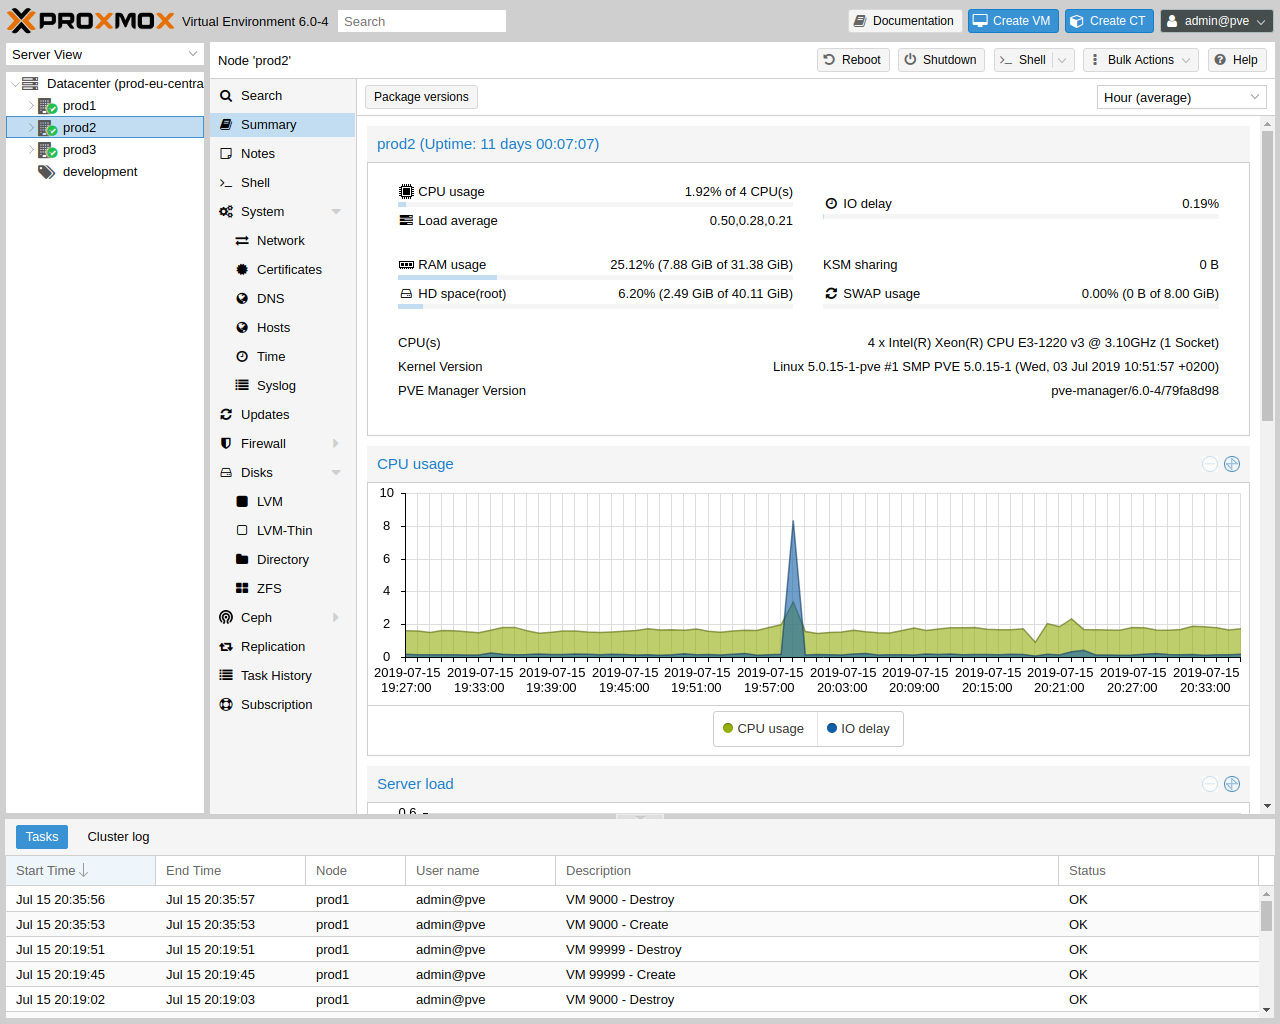 PROXMOX Virtual Environment 6.0-4 Search Documentation Create VM Create CT admin@pve
Server View
Datacenter (prod-eu-centra
prod1
prod2
prod3
development
Node 'prod2' Reboot Shutdown Shell Bulk Actions Help
Search
Summary
Notes
Shell
System
Network
Certificates
DNS
Hosts
Time
Syslog
Updates
Firewall
Disks
LVM
LVM-Thin
Directory
ZFS
Ceph
Replication
Task History
Subscription
Package versions Hour (average)
prod2 (Uptime: 11 days 00:07:07)
CPU usage 1.92% of 4 CPU(s)
IO delay 0.19%
Load average 0.50,0.28,0.21
RAM usage 25.12% (7.88 GiB of 31.38 GiB) KSM sharing 0 B
HD space(root) 6.20% (2.49 GiB of 40.11 GiB) SWAP usage 0.00% (0 B of 8.00 GiB)
CPU(s) 4 x Intel(R) Xeon(R) CPU E3-1220 v3 @ 3.10GHz (1 Socket)
Kernel Version Linux 5.0.15-1-pve #1 SMP PVE 5.0.15-1 (Wed, 03 Jul 2019 10:51:57 +0200)
PVE Manager Version pve-manager/6.0-4/79fa8d98
CPU usage
10
8
6
4
2
0
2019-07-15 2019-07-15 2019-07-15 2019-07-15 2019-07-15 2019-07-15 2019-07-15 2019-07-15 2019-07-15 2019-07-15 2019-07-15 2019-07-15
19:27:00 19:33:00 19:39:00 19:45:00 19:51:00 19:57:00 20:03:00 20:09:00 20:15:00 20:21:00 20:27:00 20:33:00
CPU usage IO delay
Server load
0.6
Tasks Cluster log
Start Time End Time Node User name Description Status
Jul 15 20:35:56 Jul 15 20:35:57 prod1 admin@pve VM 9000 - Destroy OK
Jul 15 20:35:53 Jul 15 20:35:53 prod1 admin@pve VM 9000 - Create OK
Jul 15 20:19:51 Jul 15 20:19:51 prod1 admin@pve VM 99999 - Destroy OK
Jul 15 20:19:45 Jul 15 20:19:45 prod1 admin@pve VM 99999 - Create OK
Jul 15 20:19:02 Jul 15 20:19:03 prod1 admin@pve VM 9000 - Destroy OK